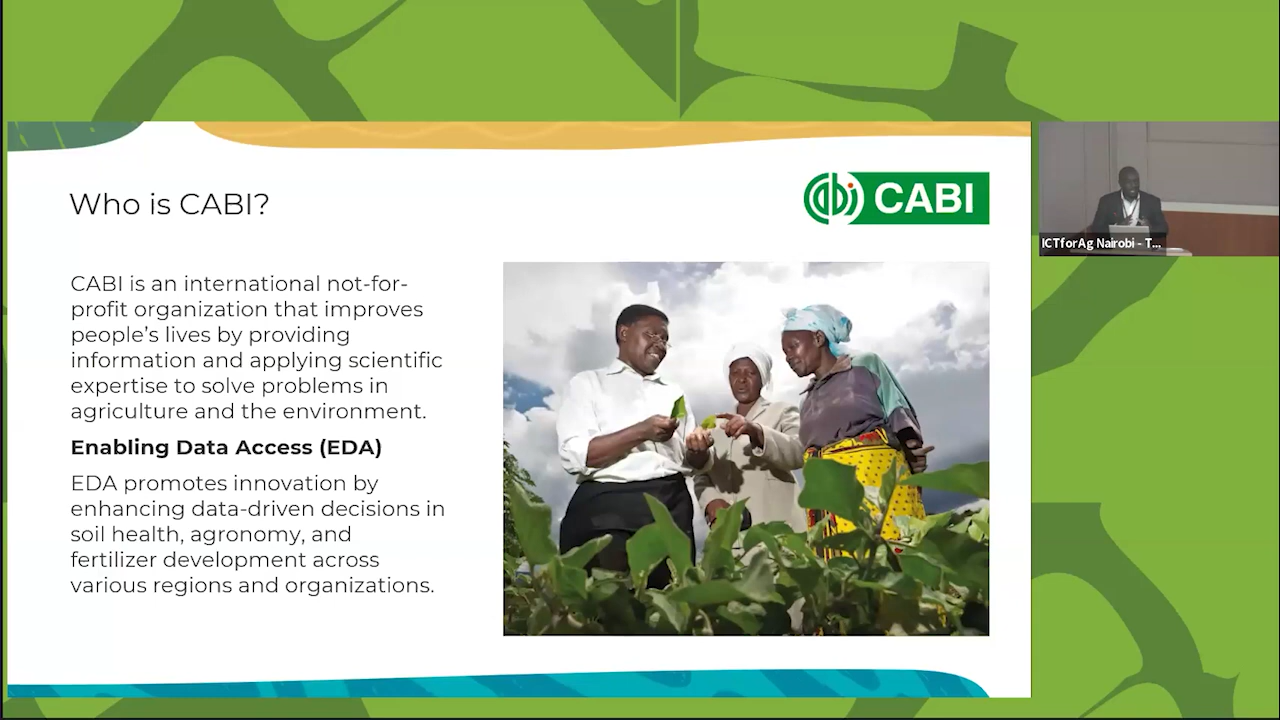 Who is CABI?
CABI
CABI is an international not-for-
profit organization that improves
people's lives by providing
information and applying scientific
expertise to solve problems in
agriculture and the environment.
Enabling Data Access (EDA)
EDA promotes innovation by
enhancing data-driven decisions in
soil health, agronomy, and
fertilizer development across
various regions and organizations.
ICTforAg Nairobi - T...